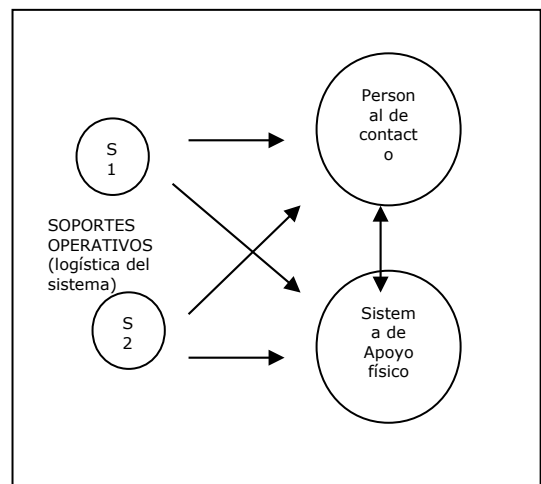 Person
al de
contact
o
S
1
SOPORTES
OPERATIVOS
(logística del
sistema)
S
2
Sistem
a de
Apoyo
físico